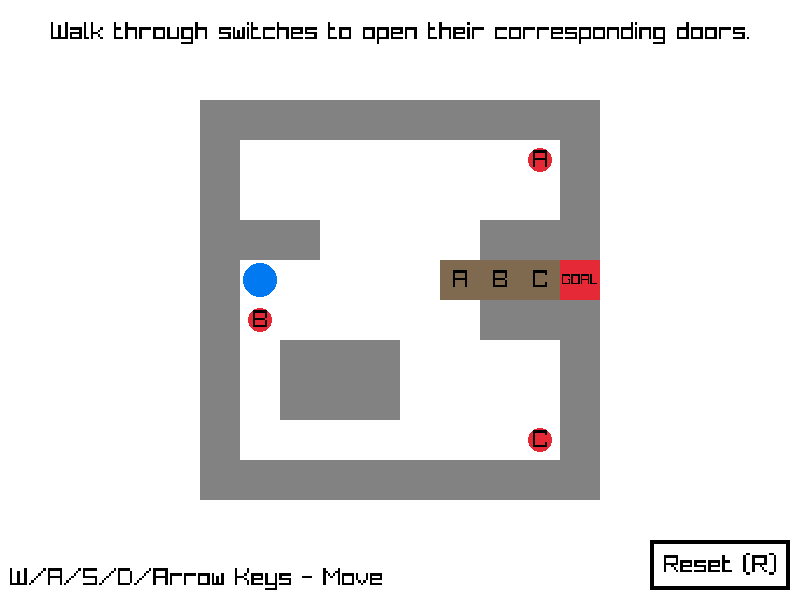 Walk through switches to open their corresponding doors.
A
A B C GOAL
B
C
Reset (R)
W/A/S/D/Arrow Keys - Move